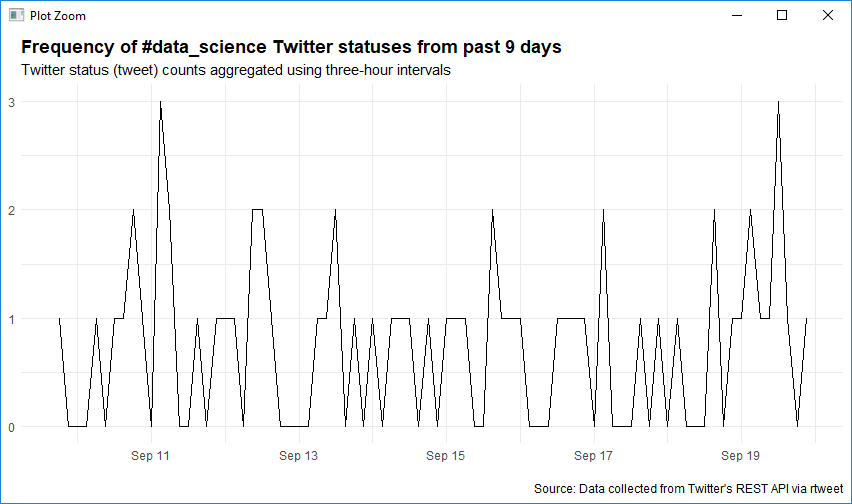 Plot Zoom
Frequency of #data_science Twitter statuses from past 9 days
Twitter status (tweet) counts aggregated using three-hour intervals
3
2
1
0
Sep 11 Sep 13 Sep 15 Sep 17 Sep 19
Source: Data collected from Twitter's REST API via rtweet